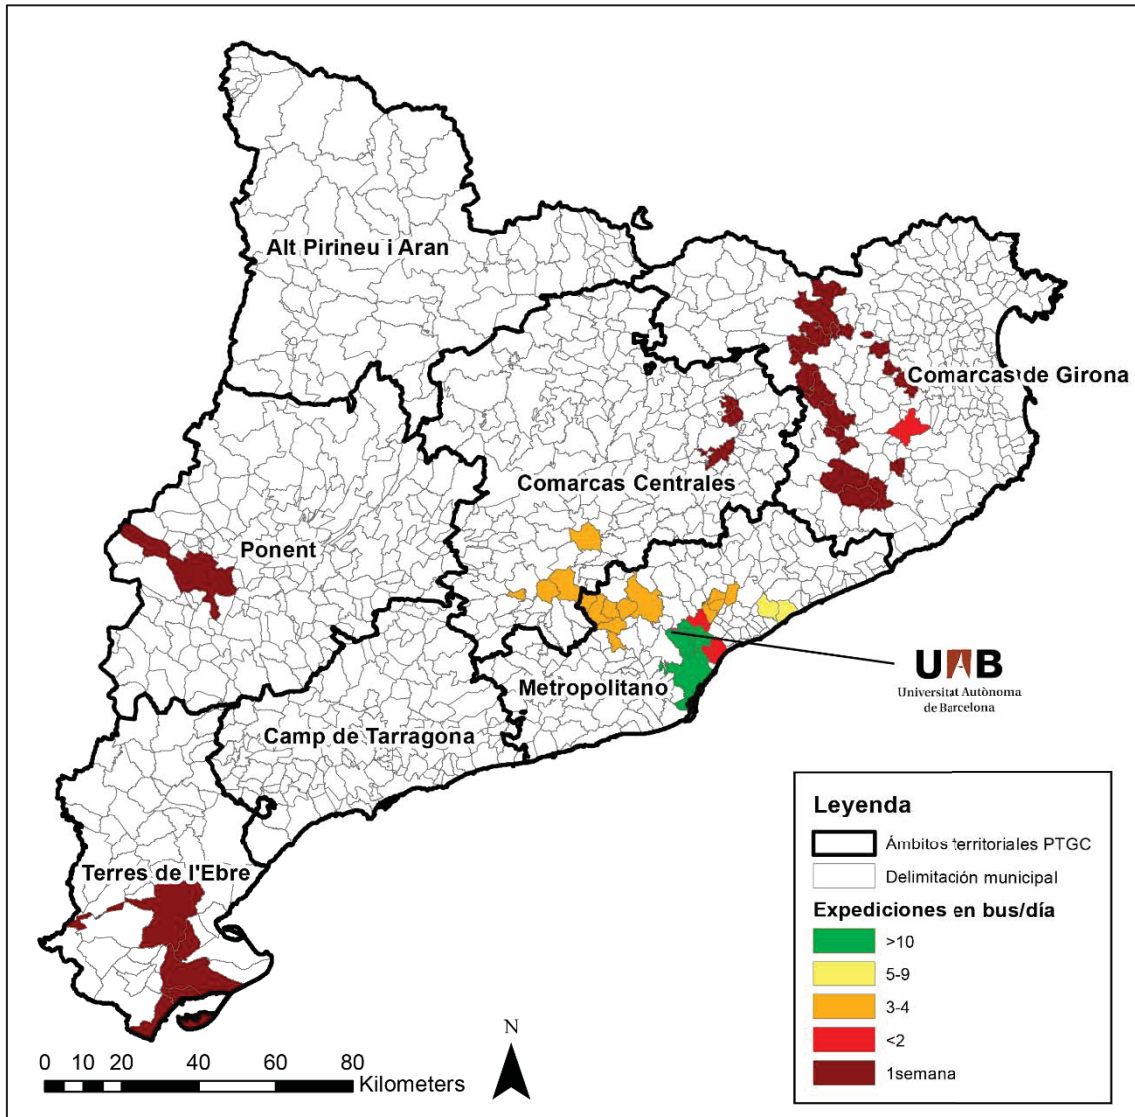 Alt Pirineu i Aran
Comarcas de Girona
Comarcas Centrales
Ponent
UAB
Universitat Autònoma
de Barcelona
Metropolitano
Camp de Tarragona
Terres de l'Ebre
Leyenda
Ámbitos territoriales PTGC
Delimitación municipal
Expediciones en bus/día
>10
5-9
3-4
<2
1semana
N
0 10 20 40 60 80
Kilometers